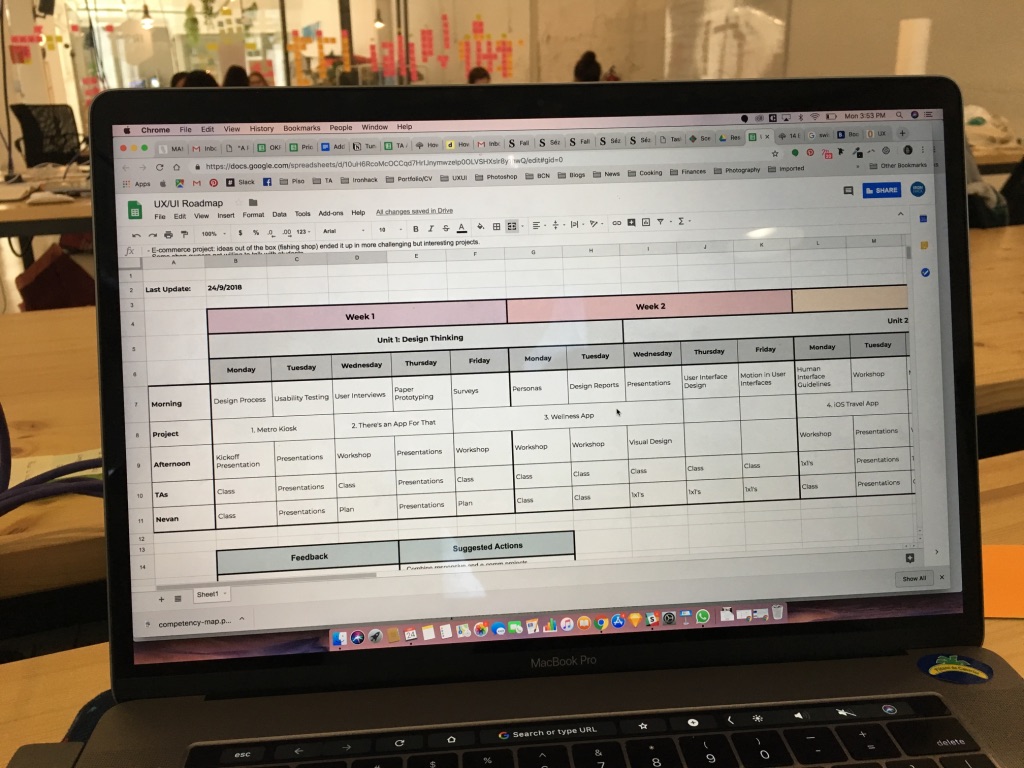 Chrome File Edit View History Bookmarks People Window Help Mon 3:53 PM
https://docs.google.com/spreadsheets/d/
Apps Slack Piso TA Ironhack Portfolio/CV UXUI Photoshop BCN Blogs News Cooking Finances Photography Imported Other Bookmarks
UX/UI Roadmap
File Edit View Insert Format Data Tools Add-ons Help All changes saved in Drive
SHARE
100% $ % .0 .00 123 Arial 10 B I S A
fx - E-commerce project: ideas out of the box (fishing shop) ended it up in more challenging but interesting projects.
A B C D E F G H I J K L M
1
2 Last Update: 24/9/2018
3
4 Week 1 Week 2
5 Unit 1: Design Thinking Unit 2
6 Monday Tuesday Wednesday Thursday Friday Monday Tuesday Wednesday Thursday Friday Monday Tuesday
7 Morning Design Process Usability Testing User Interviews Paper Prototyping Surveys Personas Design Reports Presentations User Interface Design Motion in User Interfaces Human Interface Guidelines Workshop
8 Project 1. Metro Kiosk 2. There's an App For That 3. Wellness App 4. iOS Travel App
9 Afternoon Kickoff Presentation Presentations Workshop Presentations Workshop Workshop Workshop Visual Design Workshop Presentations
10 TAs Class Presentations Class Presentations Class Class Class Class Class Class 1x1's Presentations
11 Nevan Class Presentations Plan Presentations Plan Class Class 1x1's 1x1's 1x1's Class Presentations
12
13 Feedback Suggested Actions
14
Sheet1
Show All
competency-map.p...
MacBook Pro
esc Search or type URL
$ % ^ & 7 * 8 ( 9 ) 0 - + = delete